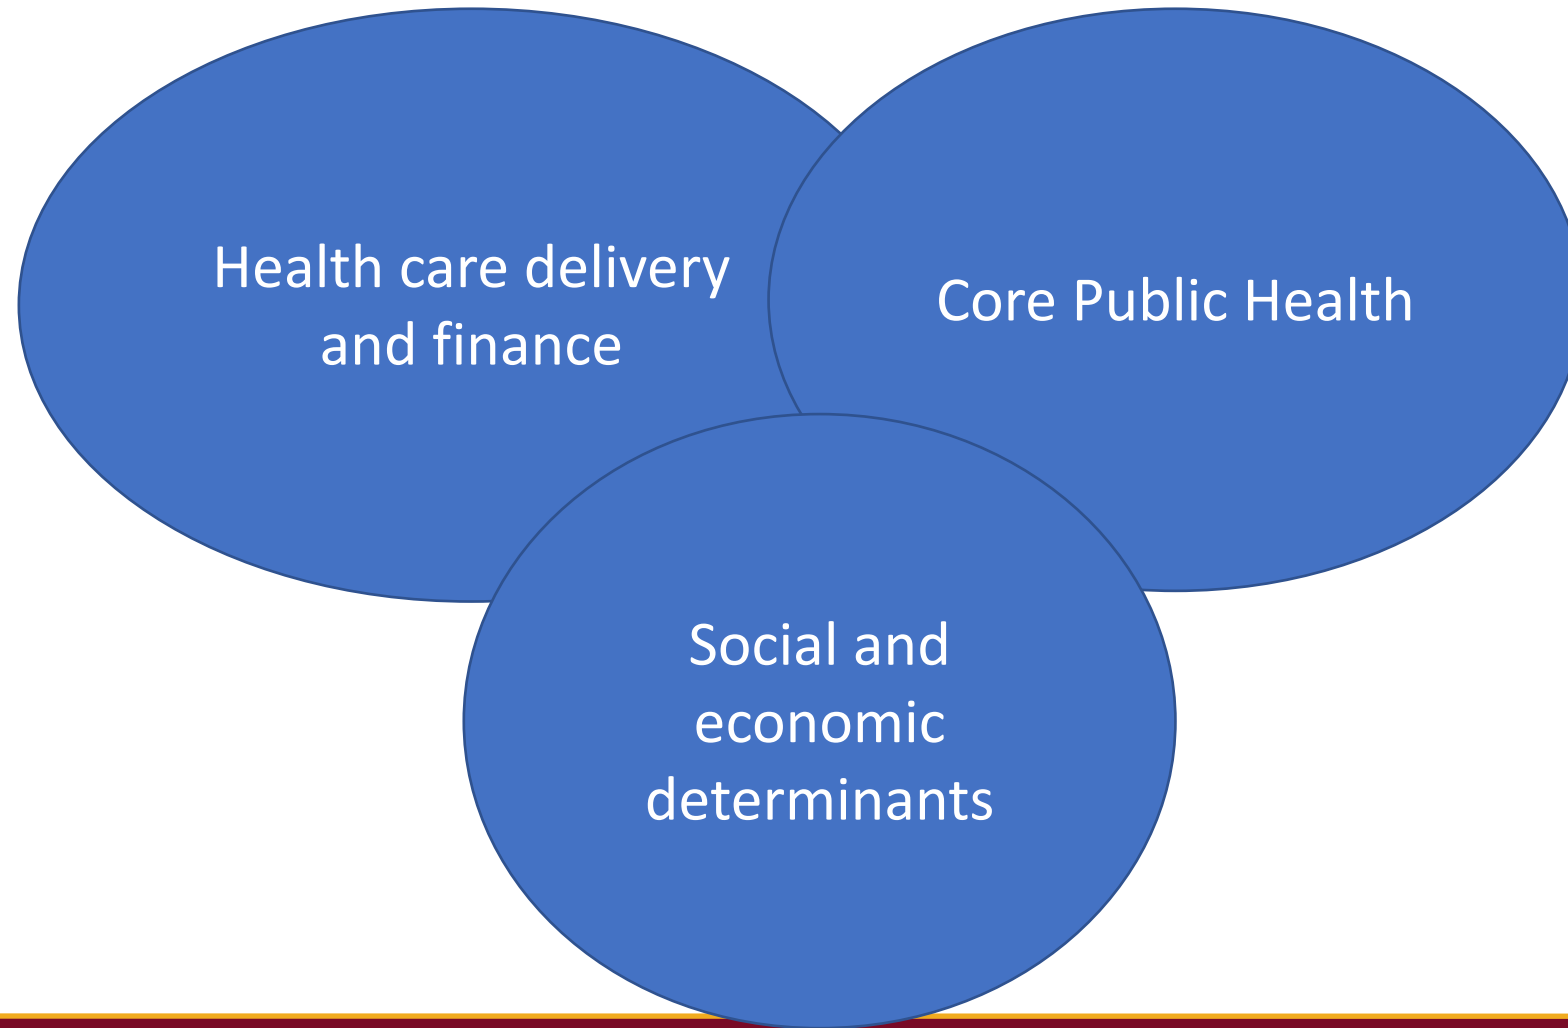 Health care delivery
and finance
Core Public Health
Social and
economic
determinants